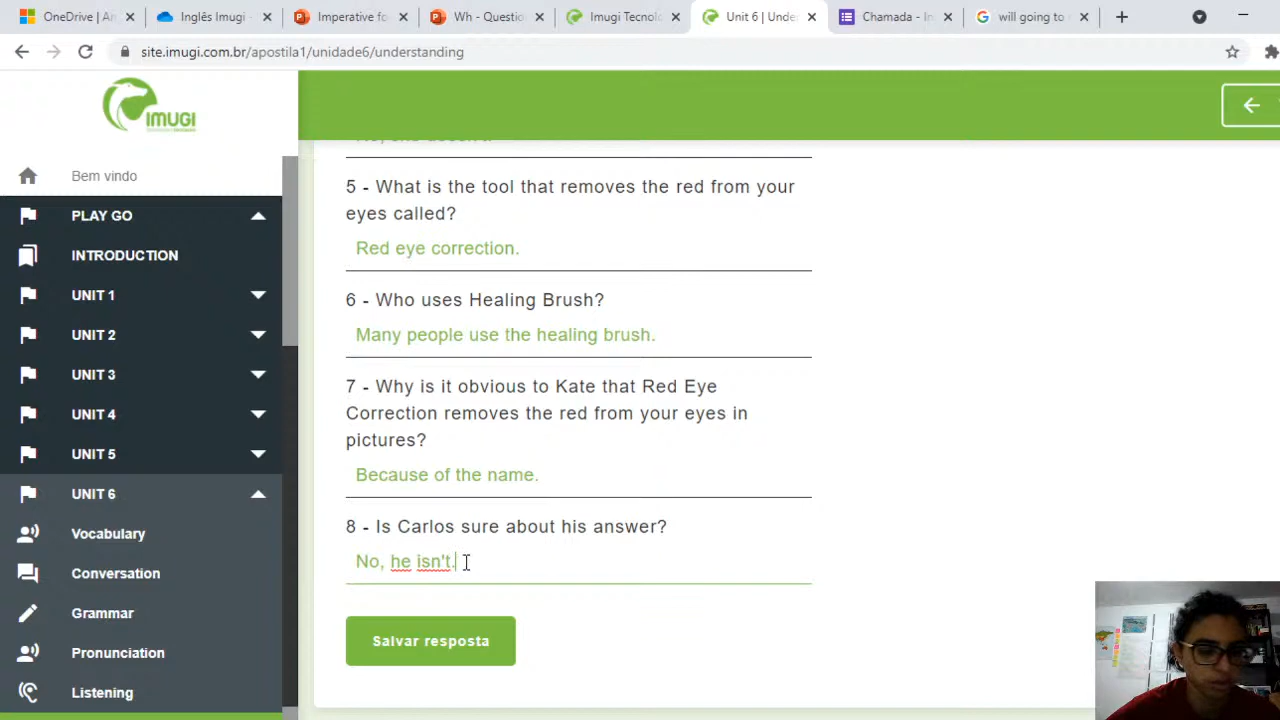 OneDrive | An
Inglês Imugi -
Imperative fo
Wh - Questio
Imugi Tecnolo
Unit 6 | Unde
Chamada - In
will going to
site.imugi.com.br/apostila1/unidade6/understanding
IMUGI
Bem vindo
PLAY GO
INTRODUCTION
UNIT 1
UNIT 2
UNIT 3
UNIT 4
UNIT 5
UNIT 6
Vocabulary
Conversation
Grammar
Pronunciation
Listening
5 - What is the tool that removes the red from your
eyes called?
Red eye correction.
6 - Who uses Healing Brush?
Many people use the healing brush.
7 - Why is it obvious to Kate that Red Eye
Correction removes the red from your eyes in
pictures?
Because of the name.
8 - Is Carlos sure about his answer?
No, he isn't.
Salvar resposta